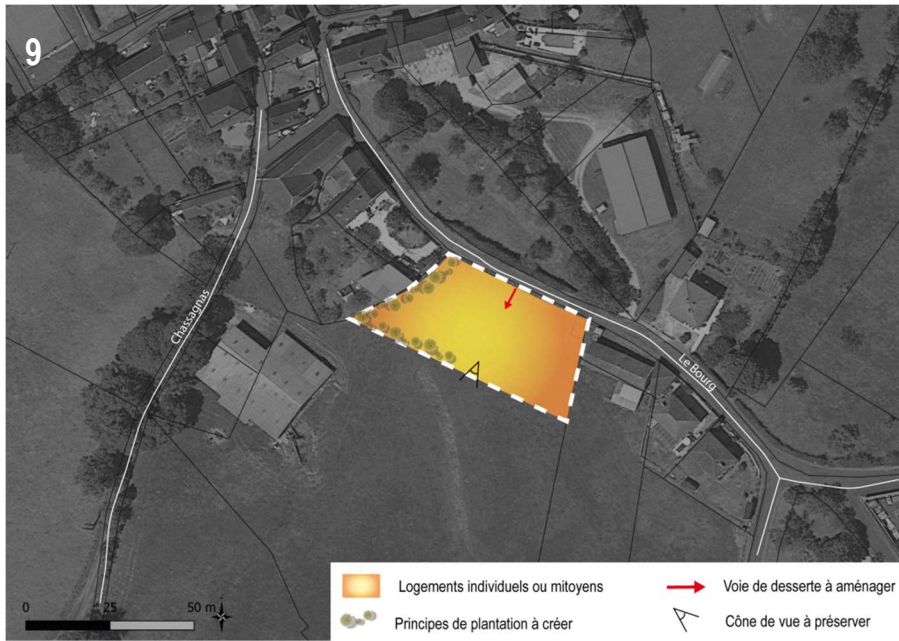 9
Chassagnas
Le Bourg
0 25 50 m
Logements individuels ou mitoyens
Voie de desserte à aménager
Principes de plantation à créer
Cône de vue à préserver